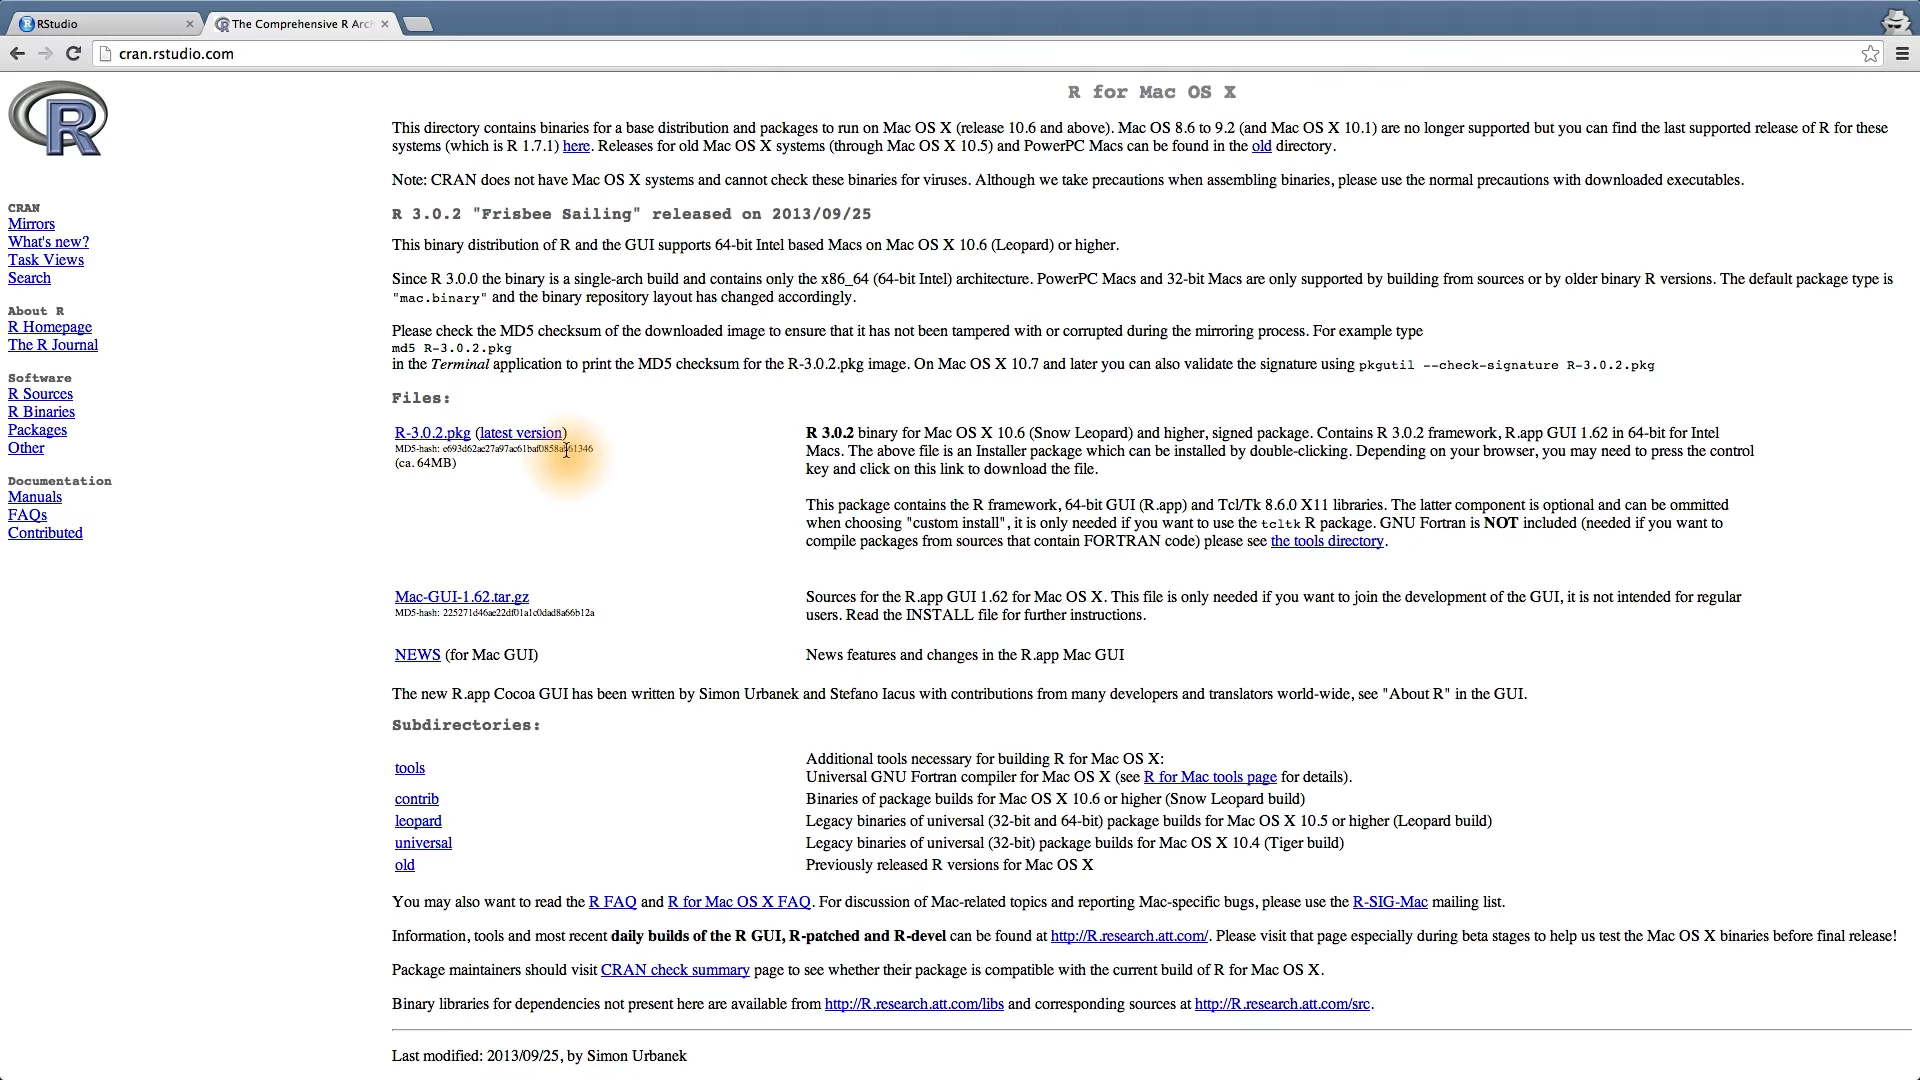 RStudio
The Comprehensive R Arc
cran.rstudio.com
R
CRAN
Mirrors
What's new?
Task Views
Search
About R
R Homepage
The R Journal
Software
R Sources
R Binaries
Packages
Other
Documentation
Manuals
FAQs
Contributed
R for Mac OS X
This directory contains binaries for a base distribution and packages to run on Mac OS X (release 10.6 and above). Mac OS 8.6 to 9.2 (and Mac OS X 10.1) are no longer supported but you can find the last supported release of R for these
systems (which is R 1.7.1) here. Releases for old Mac OS X systems (through Mac OS X 10.5) and PowerPC Macs can be found in the old directory.
Note: CRAN does not have Mac OS X systems and cannot check these binaries for viruses. Although we take precautions when assembling binaries, please use the normal precautions with downloaded executables.
R 3.0.2 "Frisbee Sailing" released on 2013/09/25
This binary distribution of R and the GUI supports 64-bit Intel based Macs on Mac OS X 10.6 (Leopard) or higher.
Since R 3.0.0 the binary is a single-arch build and contains only the x86_64 (64-bit Intel) architecture. PowerPC Macs and 32-bit Macs are only supported by building from sources or by older binary R versions. The default package type is
"mac.binary" and the binary repository layout has changed accordingly.
Please check the MD5 checksum of the downloaded image to ensure that it has not been tampered with or corrupted during the mirroring process. For example type
md5 R-3.0.2.pkg
in the Terminal application to print the MD5 checksum for the R-3.0.2.pkg image. On Mac OS X 10.7 and later you can also validate the signature using pkgutil --check-signature R-3.0.2.pkg
Files:
R-3.0.2.pkg (latest version)
MD5-hash:
(ca. 64MB)
R 3.0.2 binary for Mac OS X 10.6 (Snow Leopard) and higher, signed package. Contains R 3.0.2 framework, R.app GUI 1.62 in 64-bit for Intel
Macs. The above file is an Installer package which can be installed by double-clicking. Depending on your browser, you may need to press the control
key and click on this link to download the file.
This package contains the R framework, 64-bit GUI (R.app) and Tcl/Tk 8.6.0 X11 libraries. The latter component is optional and can be ommitted
when choosing "custom install", it is only needed if you want to use the tcltk R package. GNU Fortran is NOT included (needed if you want to
compile packages from sources that contain FORTRAN code) please see the tools directory.
Mac-GUI-1.62.tar.gz
MD5-hash: 225271d46ae22df01a1c0dad8a66b12a
Sources for the R.app GUI 1.62 for Mac OS X. This file is only needed if you want to join the development of the GUI, it is not intended for regular
users. Read the INSTALL file for further instructions.
NEWS (for Mac GUI)
News features and changes in the R.app Mac GUI
The new R.app Cocoa GUI has been written by Simon Urbanek and Stefano Iacus with contributions from many developers and translators world-wide, see "About R" in the GUI.
Subdirectories:
tools
Additional tools necessary for building R for Mac OS X:
Universal GNU Fortran compiler for Mac OS X (see R for Mac tools page for details).
contrib
Binaries of package builds for Mac OS X 10.6 or higher (Snow Leopard build)
leopard
Legacy binaries of universal (32-bit and 64-bit) package builds for Mac OS X 10.5 or higher (Leopard build)
universal
Legacy binaries of universal (32-bit) package builds for Mac OS X 10.4 (Tiger build)
old
Previously released R versions for Mac OS X
You may also want to read the R FAQ and R for Mac OS X FAQ. For discussion of Mac-related topics and reporting Mac-specific bugs, please use the R-SIG-Mac mailing list.
Information, tools and most recent daily builds of the R GUI, R-patched and R-devel can be found at http://R.research.att.com/. Please visit that page especially during beta stages to help us test the Mac OS X binaries before final release!
Package maintainers should visit CRAN check summary page to see whether their package is compatible with the current build of R for Mac OS X.
Binary libraries for dependencies not present here are available from http://R.research.att.com/libs and corresponding sources at http://R.research.att.com/src.
Last modified: 2013/09/25, by Simon Urbanek